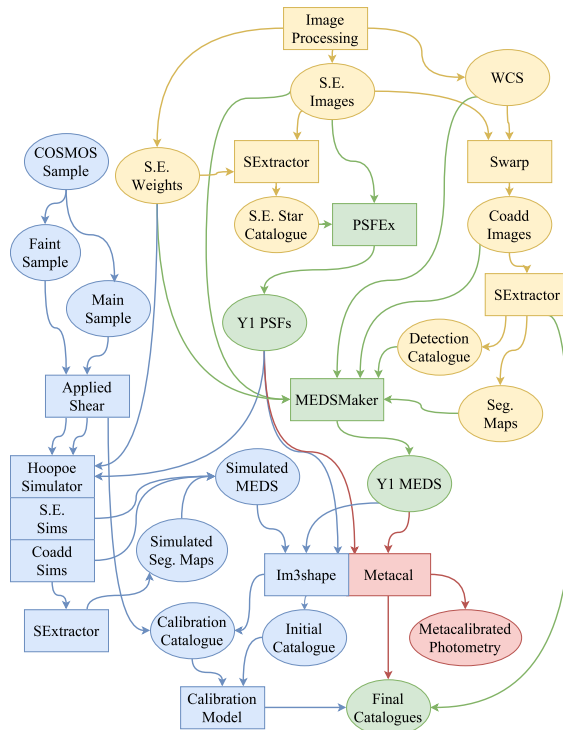 Image
Processing
S.E.
Images
WCS
COSMOS
Sample
S.E.
Weights
SExtractor
Swarp
S.E. Star
Catalogue
PSFEx
Coadd
Images
Faint
Sample
Main
Sample
SExtractor
Y1 PSFs
Detection
Catalogue
Applied
Shear
MEDSMaker
Seg.
Maps
Hoopoe
Simulator
Simulated
MEDS
Y1 MEDS
S.E.
Sims
Coadd
Sims
Simulated
Seg. Maps
Im3shape
Metacal
SExtractor
Calibration
Catalogue
Initial
Catalogue
Metacalibrated
Photometry
Calibration
Model
Final
Catalogues